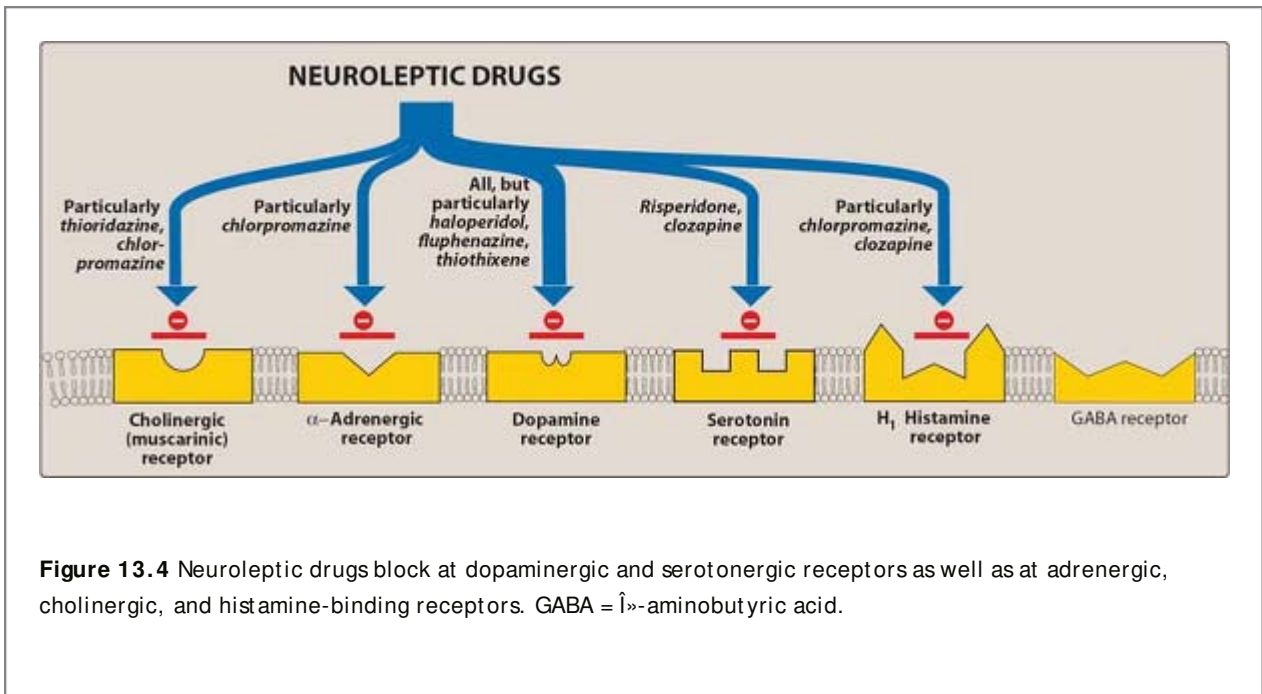 NEUROLEPTIC DRUGS
Particularly
thioridazine,
chlor-
promazine
Particularly
chlorpromazine
All, but
particularly
haloperidol,
fluphenazine,
thiothixene
Risperidone,
clozapine
Particularly
chlorpromazine,
clozapine
Cholinergic
(muscarinic)
receptor
α–Adrenergic
receptor
Dopamine
receptor
Serotonin
receptor
H₁ Histamine
receptor
GABA receptor
Figure 13.4 Neuroleptic drugs block at dopaminergic and serotonergic receptors as well as at adrenergic,
cholinergic, and histamine-binding receptors. GABA = Î»-aminobutyric acid.